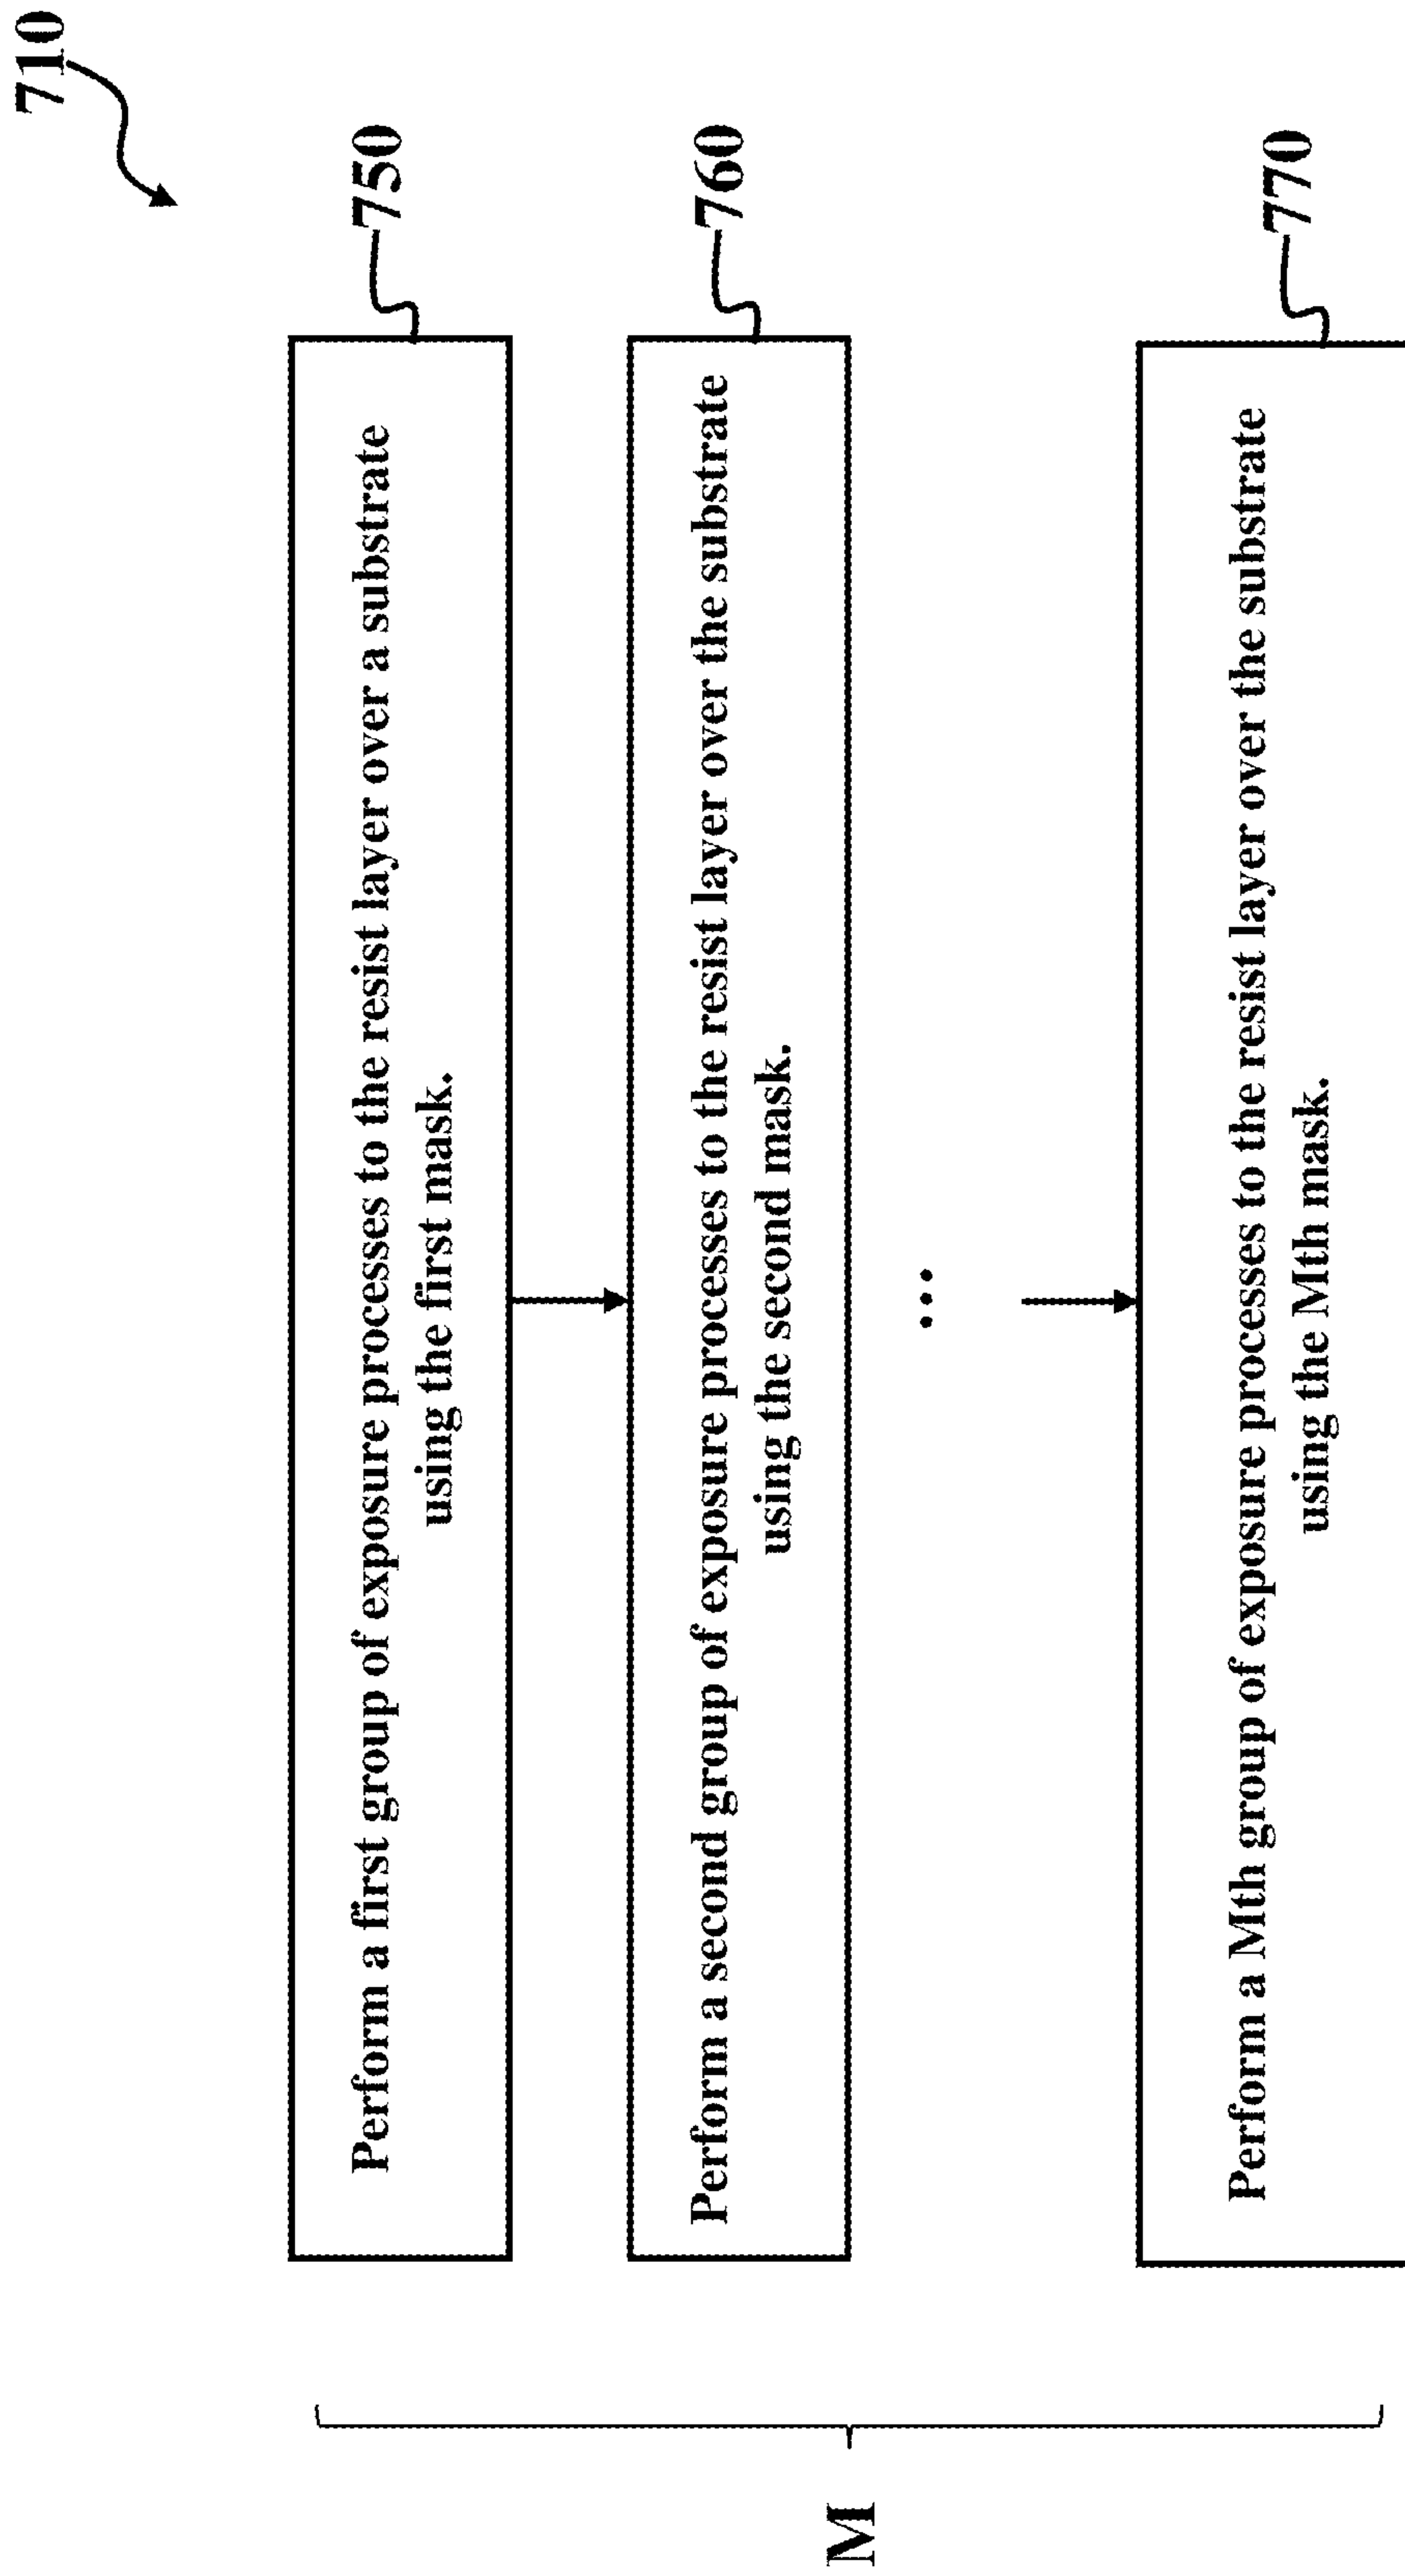 710
Perform a first group of exposure processes to the resist layer over a substrate
using the first mask.
750
Perform a second group of exposure processes to the resist layer over the substrate
using the second mask.
760
...
M
Perform a Mth group of exposure processes to the resist layer over the substrate
using the Mth mask.
770